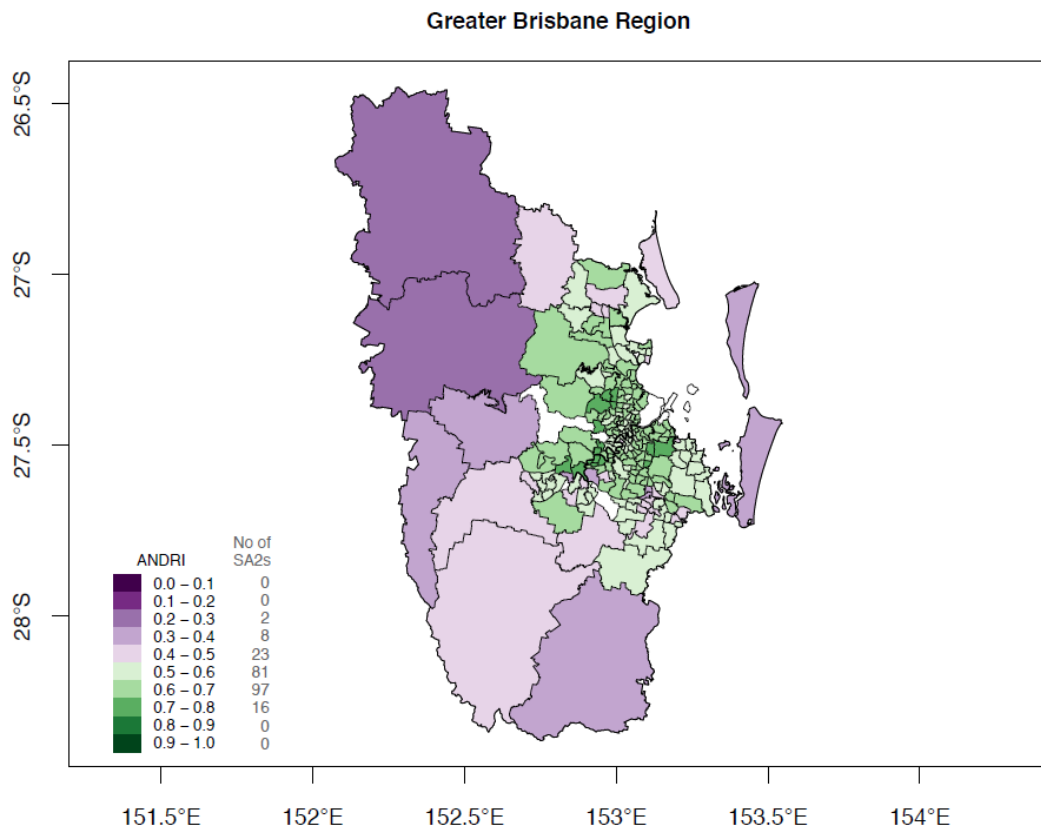 Greater Brisbane Region
26.5°S
27°S
27.5°S
28°S
No of
ANDRI SA2s
0.0 – 0.1 0
0.1 – 0.2 0
0.2 – 0.3 2
0.3 – 0.4 8
0.4 – 0.5 23
0.5 – 0.6 81
0.6 – 0.7 97
0.7 – 0.8 16
0.8 – 0.9 0
0.9 – 1.0 0
151.5°E 152°E 152.5°E 153°E 153.5°E 154°E